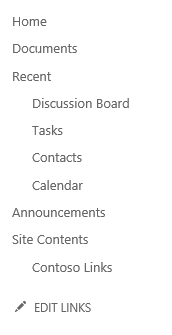 Home
Documents
Recent
Discussion Board
Tasks
Contacts
Calendar
Announcements
Site Contents
Contoso Links
EDIT LINKS